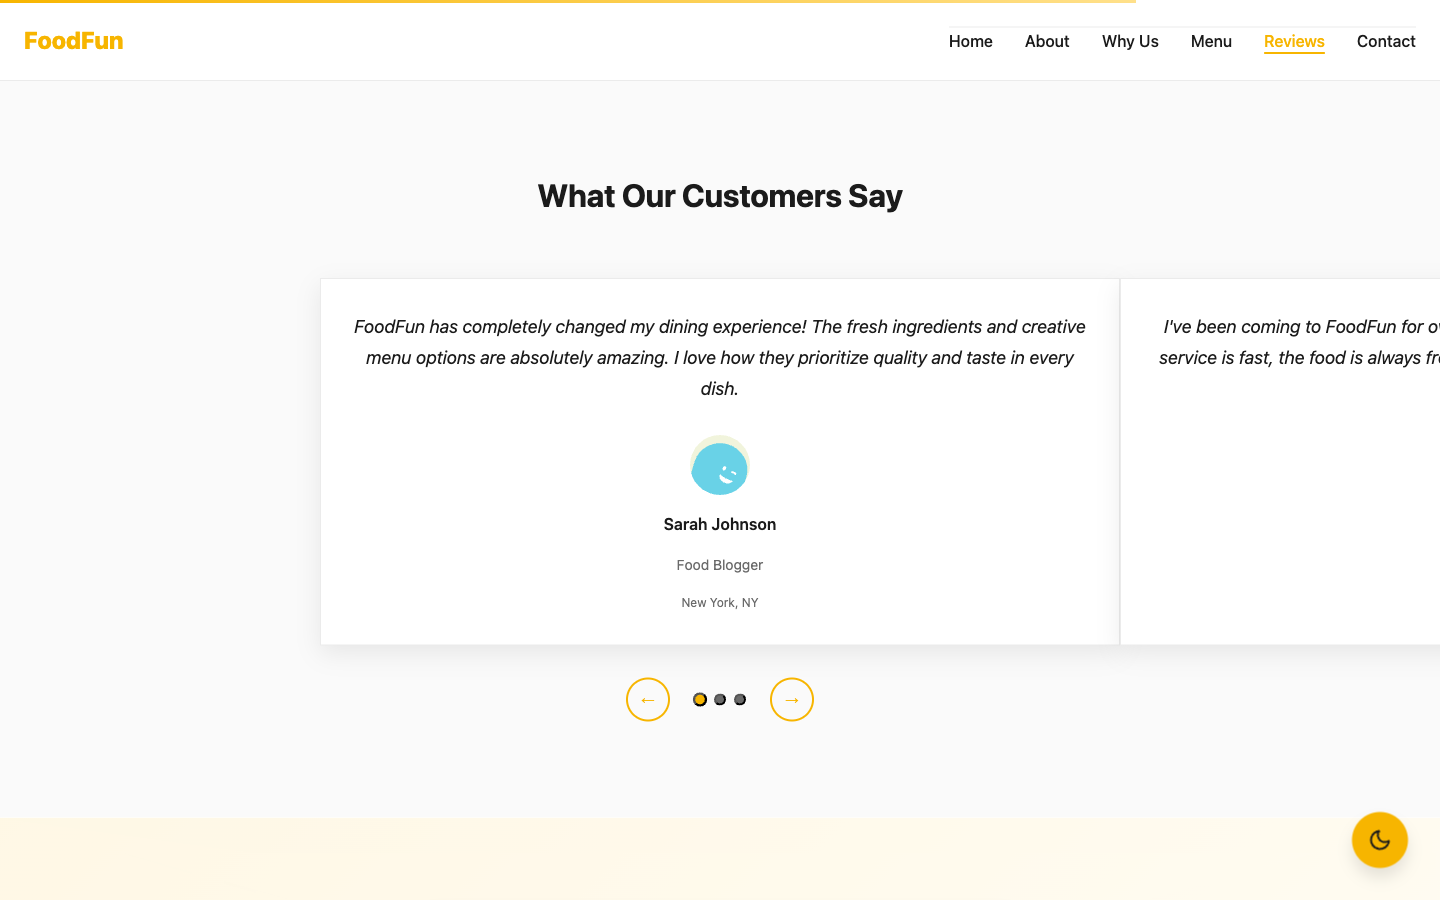 FoodFun
Home About Why Us Menu Reviews Contact
What Our Customers Say
FoodFun has completely changed my dining experience! The fresh ingredients and creative
menu options are absolutely amazing. I love how they prioritize quality and taste in every
dish.
Sarah Johnson
Food Blogger
New York, NY
I've been coming to FoodFun for
service is fast, the food is always
← →